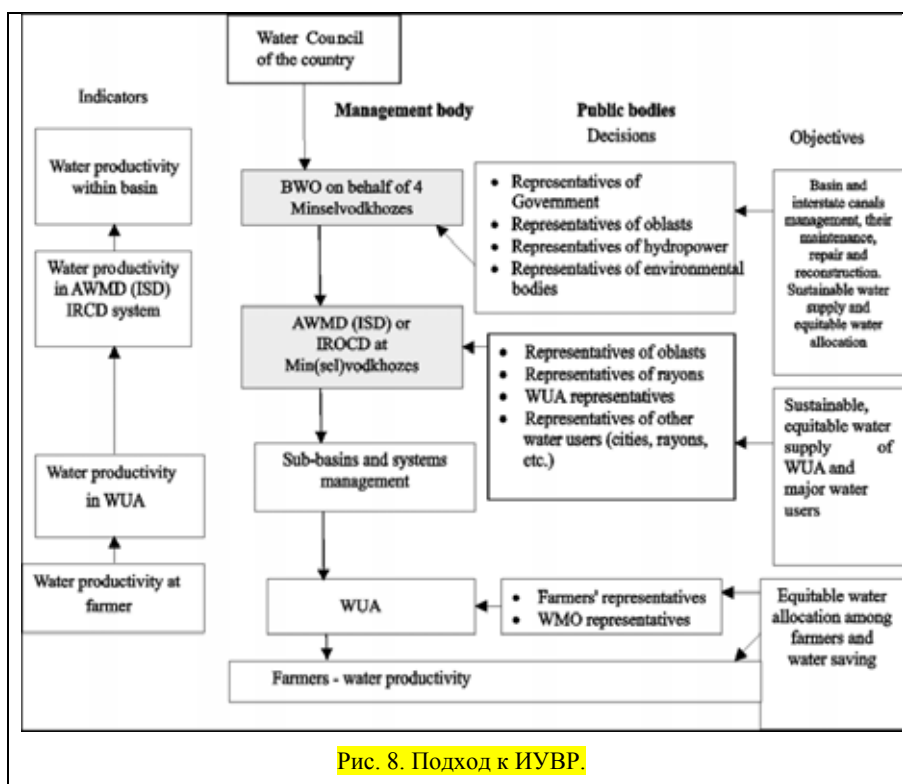 Water Council
of the country
Indicators
Management body
Public bodies
Decisions
Objectives
Water productivity
within basin
BWO on behalf of 4
Minselvodkhozes
• Representatives of
Government
• Representatives of oblasts
• Representatives of hydropower
• Representatives of environmental
bodies
Basin and
interstate canals
management, their
maintenance,
repair and
reconstruction.
Sustainable water
supply and
equitable water
allocation
Water productivity
in AWMD (ISD)
IRCD system
AWMD (ISD) or
IROCD at
Min(sel)vodkhozes
• Representatives of oblasts
• Representatives of rayons
• WUA representatives
• Representatives of other
water users (cities, rayons,
etc.)
Sustainable,
equitable water
supply of
WUA and
major water
users
Sub-basins and systems
management
Water productivity
in WUA
Water productivity at
farmer
WUA
• Farmers' representatives
• WMO representatives
Equitable water
allocation among
farmers and
water saving
Farmers - water productivity
Рис. 8. Подход к ИУВР.